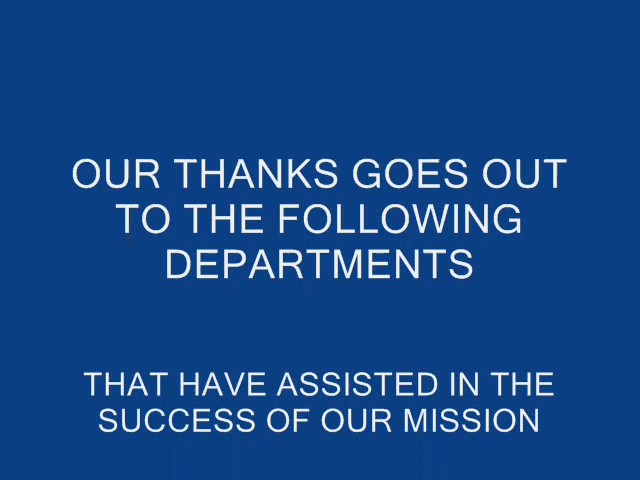 OUR THANKS GOES OUT
TO THE FOLLOWING
DEPARTMENTS
THAT HAVE ASSISTED IN THE
SUCCESS OF OUR MISSION